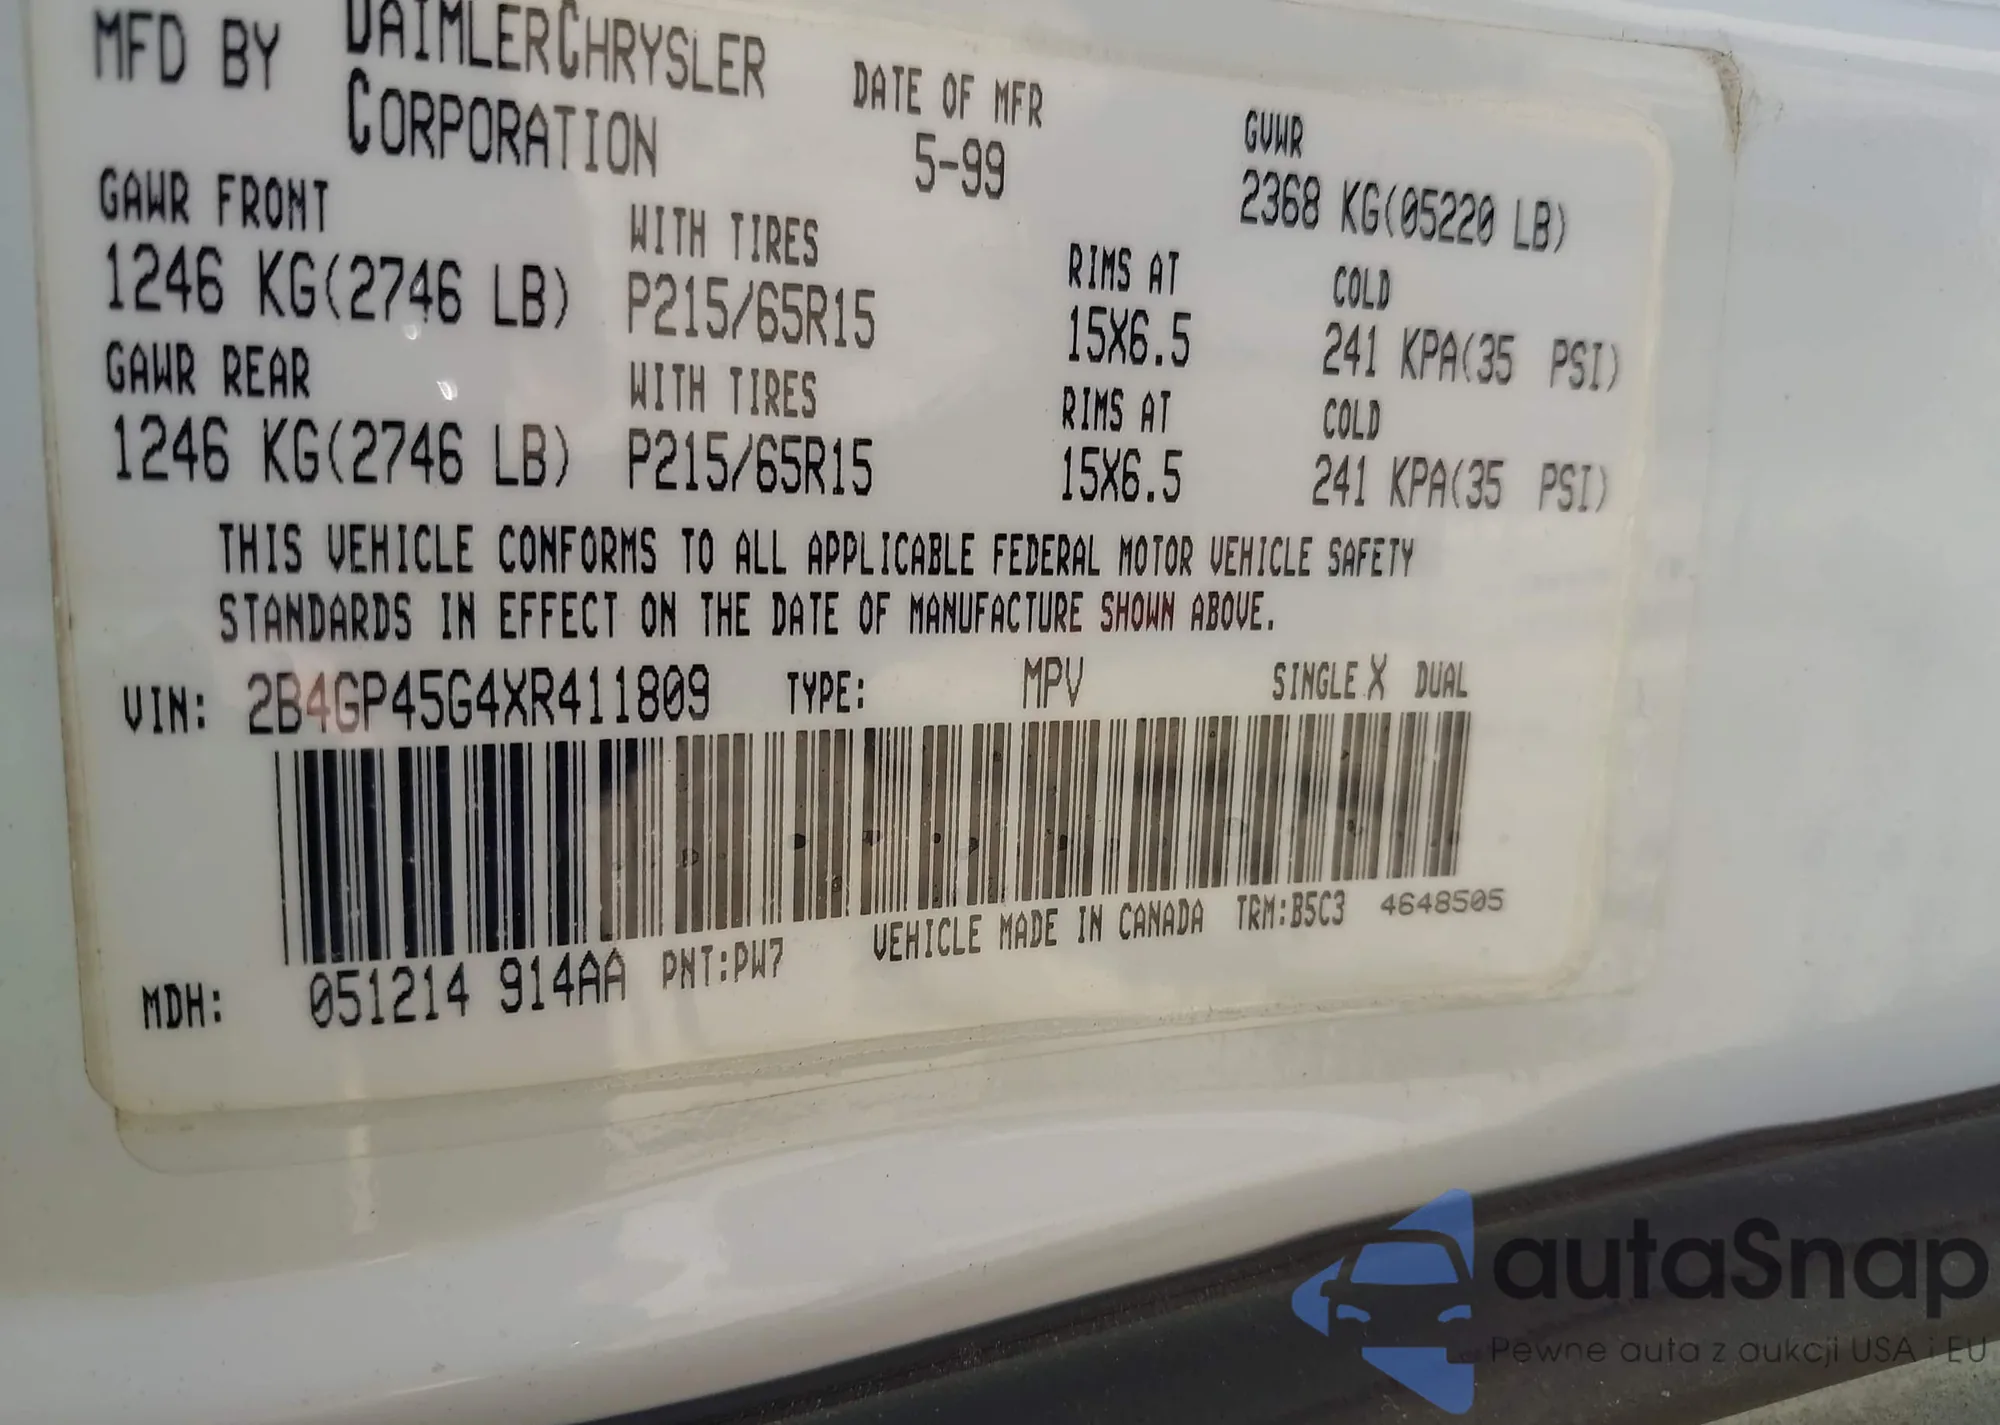 MFD BY DAIMLERCHRYSLER CORPORATION
DATE OF MFR 5-99
GVWR 2368 KG(05220 LB)
GAWR FRONT WITH TIRES RIMS AT COLD
1246 KG(2746 LB) P215/65R15 15X6.5 241 KPA(35 PSI)
GAWR REAR WITH TIRES RIMS AT COLD
1246 KG(2746 LB) P215/65R15 15X6.5 241 KPA(35 PSI)
THIS VEHICLE CONFORMS TO ALL APPLICABLE FEDERAL MOTOR VEHICLE SAFETY
STANDARDS IN EFFECT ON THE DATE OF MANUFACTURE SHOWN ABOVE.
VIN: 2B4GP45G4XR411809 TYPE: MPV SINGLE X DUAL
MDH: 051214 914AA PNT:PW7 VEHICLE MADE IN CANADA TRM:B5C3 4648505
autaSnap
Pewne auta z aukcji USA i EU